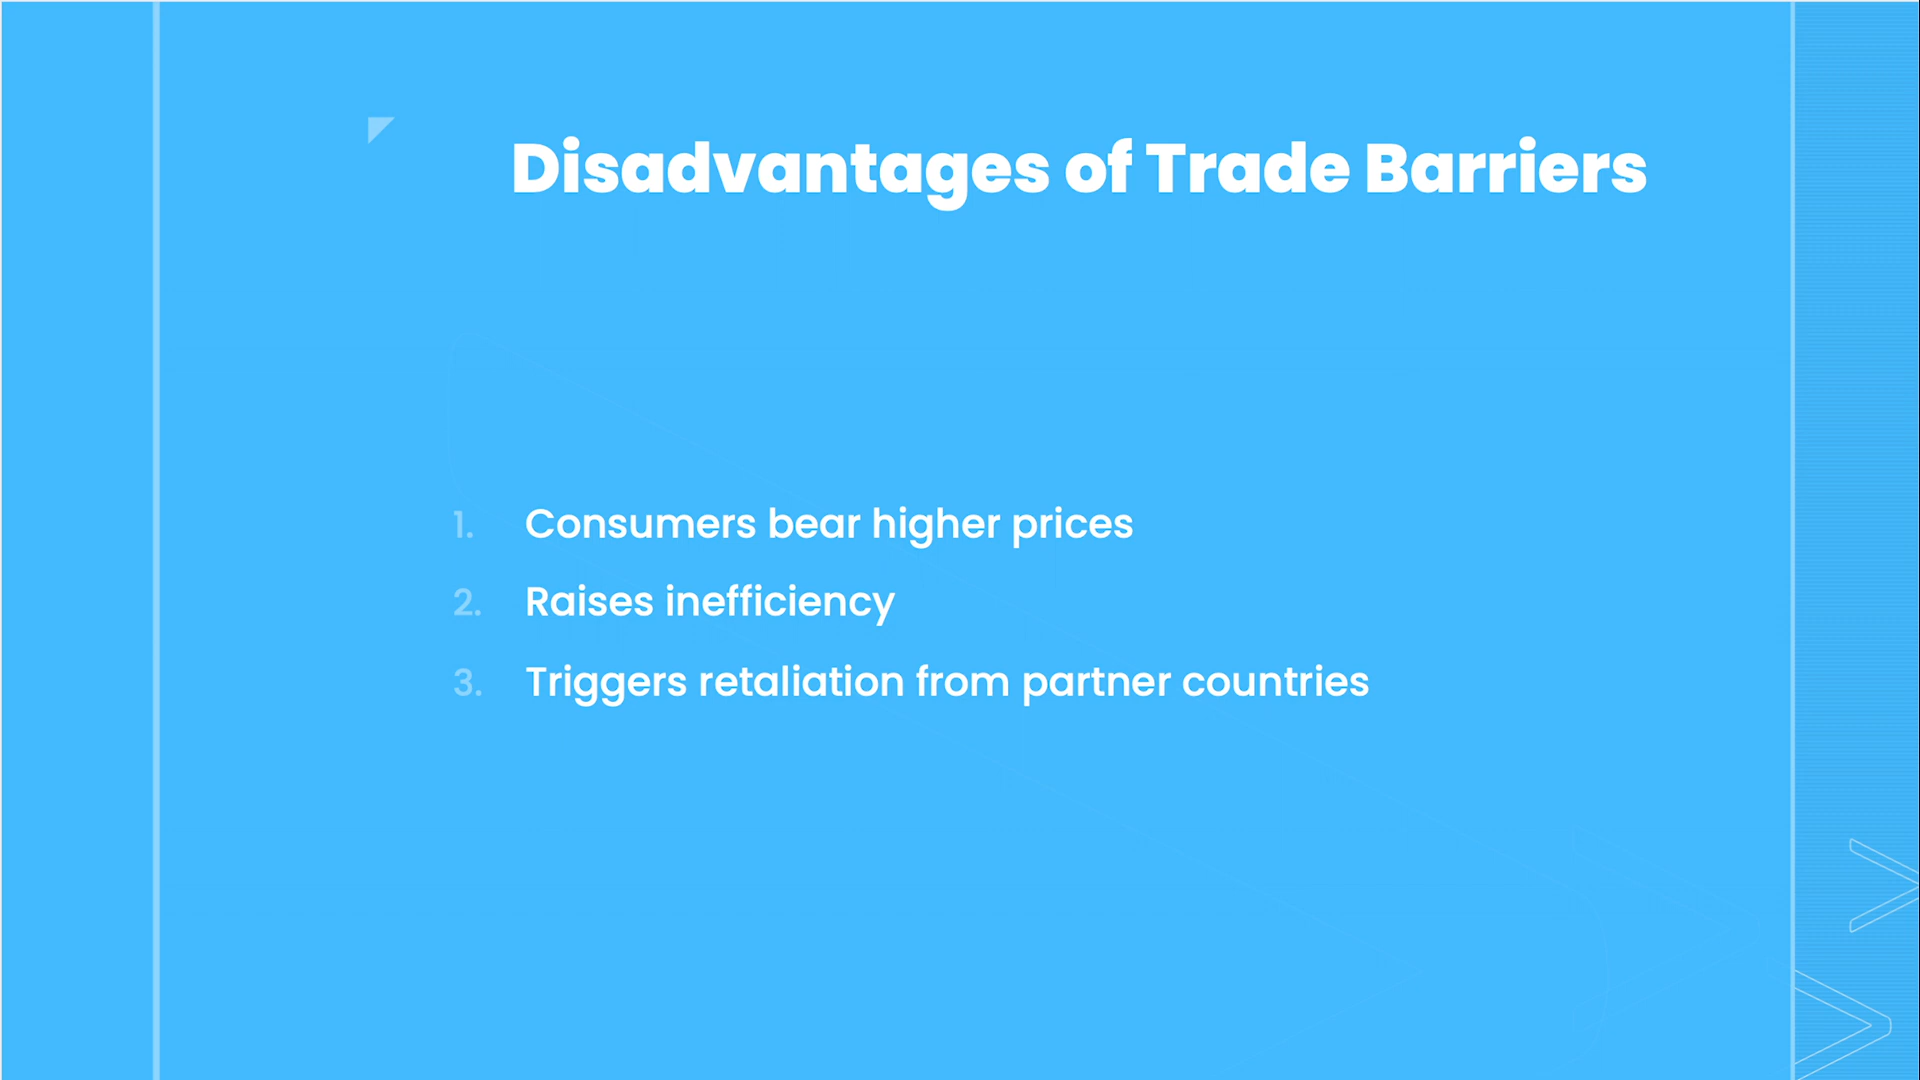 Disadvantages of Trade Barriers
1. Consumers bear higher prices
2. Raises inefficiency
3. Triggers retaliation from partner countries